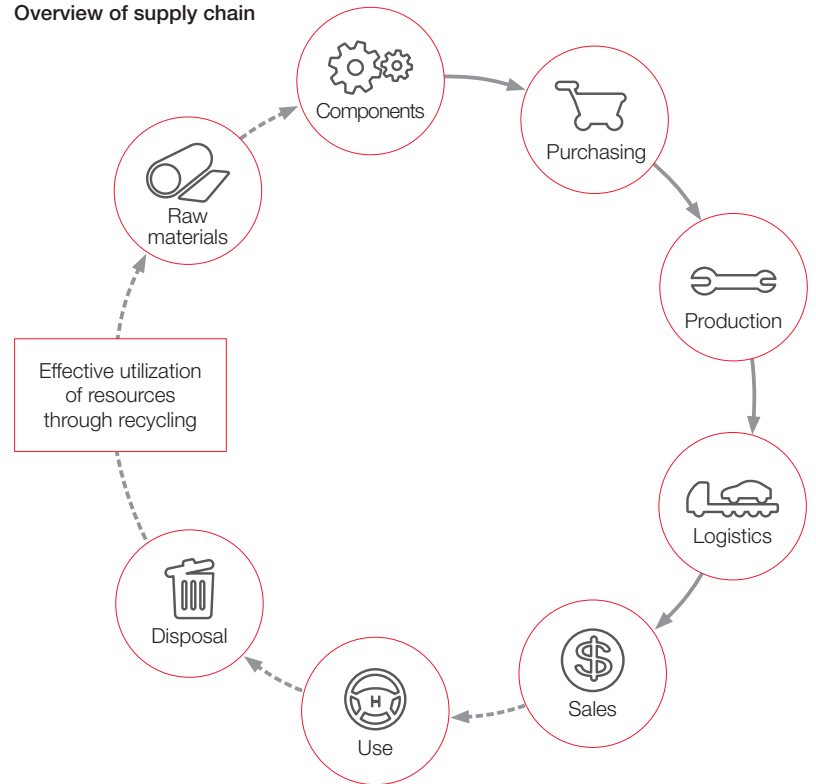 Overview of supply chain
Components
Purchasing
Production
Logistics
Sales
$
Use
H
Disposal
Effective utilization
of resources
through recycling
Raw
materials